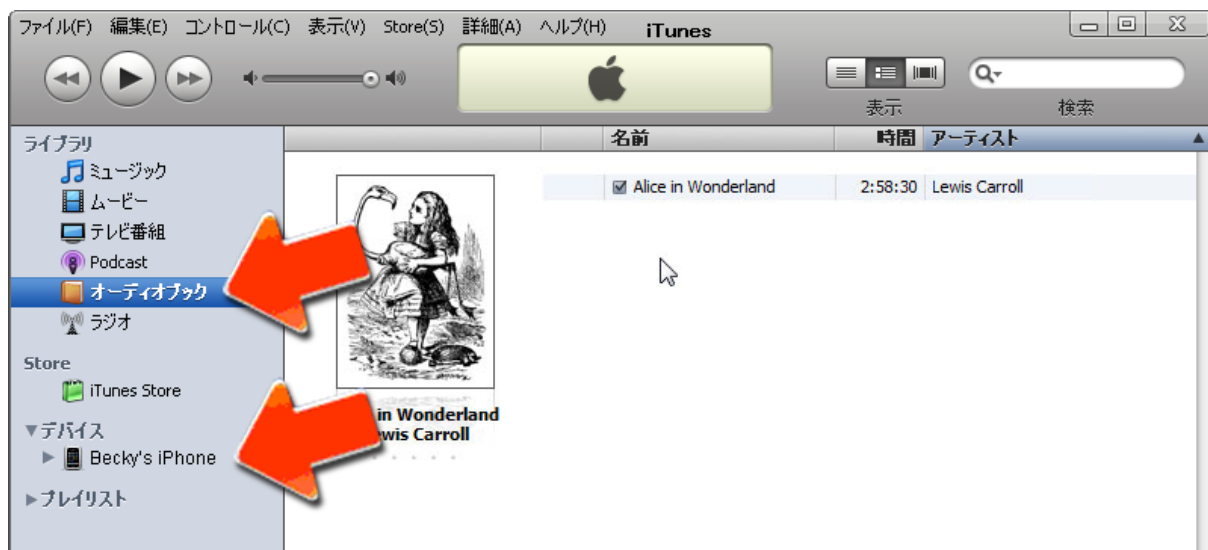 ファイル(F) 編集(E) コントロール(C) 表示(V) Store(S) 詳細(A) ヘルプ(H) iTunes
表示 検索
ライブラリ
ミュージック
ムービー
テレビ番組
Podcast
オーディオブック
ラジオ
Store
iTunes Store
デバイス
Becky's iPhone
プレイリスト
名前 時間 アーティスト
Alice in Wonderland 2:58:30 Lewis Carroll
in Wonderland
Carroll